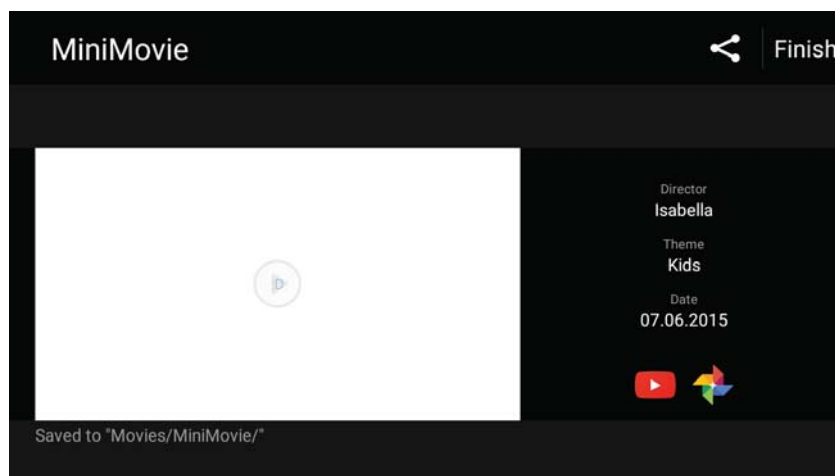 MiniMovie
Finish
D
Director
Isabella
Theme
Kids
Date
07.06.2015
Saved to "Movies/MiniMovie/"